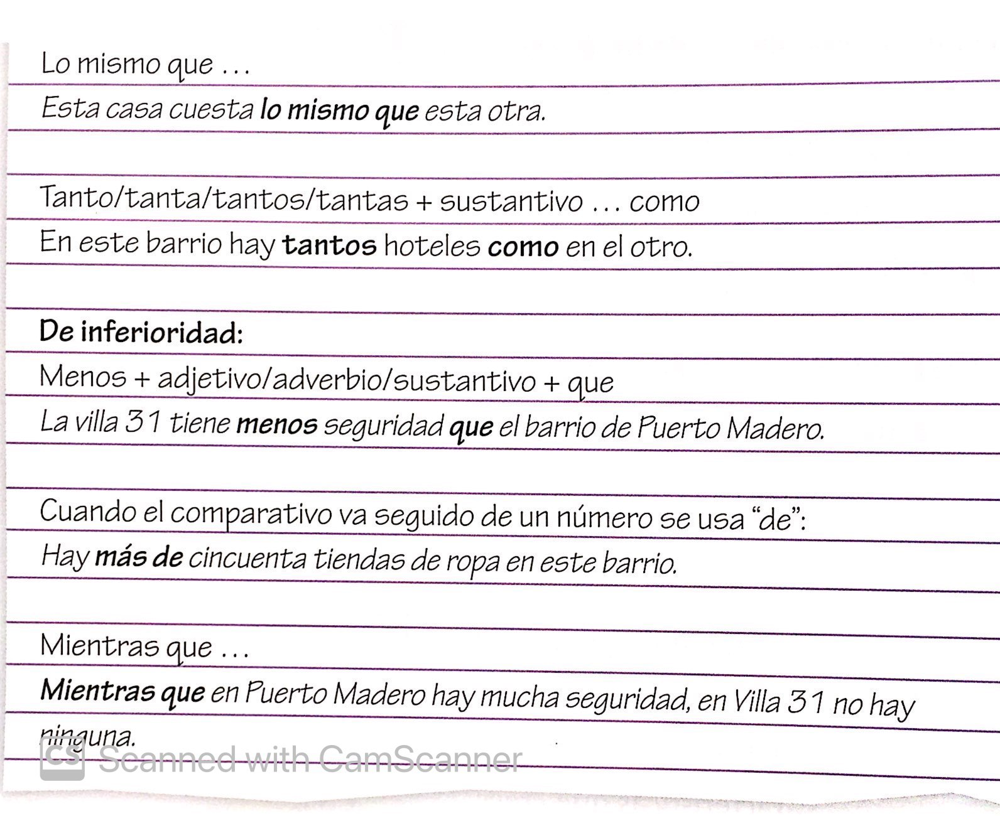 Lo mismo que ...
Esta casa cuesta lo mismo que esta otra.
Tanto/tanta/tantos/tantas + sustantivo ... como
En este barrio hay tantos hoteles como en el otro.
De inferioridad:
Menos + adjetivo/adverbio/sustantivo + que
La villa 31 tiene menos seguridad que el barrio de Puerto Madero.
Cuando el comparativo va seguido de un número se usa “de”:
Hay más de cincuenta tiendas de ropa en este barrio.
Mientras que ...
Mientras que en Puerto Madero hay mucha seguridad, en Villa 31 no hay
ninguna.
CS Scanned with CamScanner